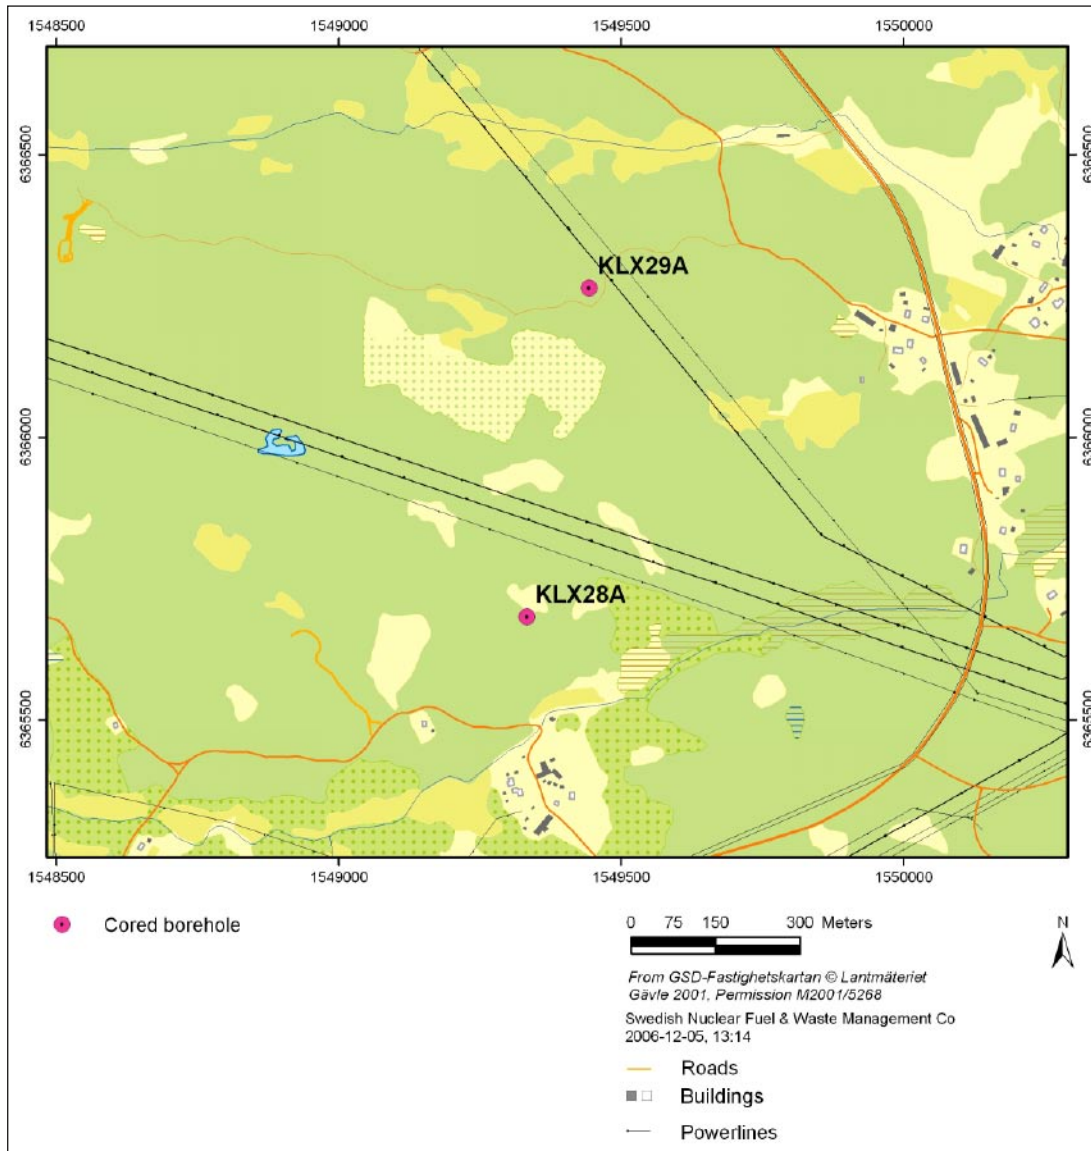 1548500 1549000 1549500 1550000
6366500 6366500
KLX29A
6366000 6366000
KLX28A
6365500 6365500
1548500 1549000 1549500 1550000
Cored borehole
0 75 150 300 Meters
N
From GSD-Fastighetskartan © Lantmäteriet
Gävle 2001, Permission M2001/5268
Swedish Nuclear Fuel & Waste Management Co
2006-12-05, 13:14
Roads
Buildings
Powerlines